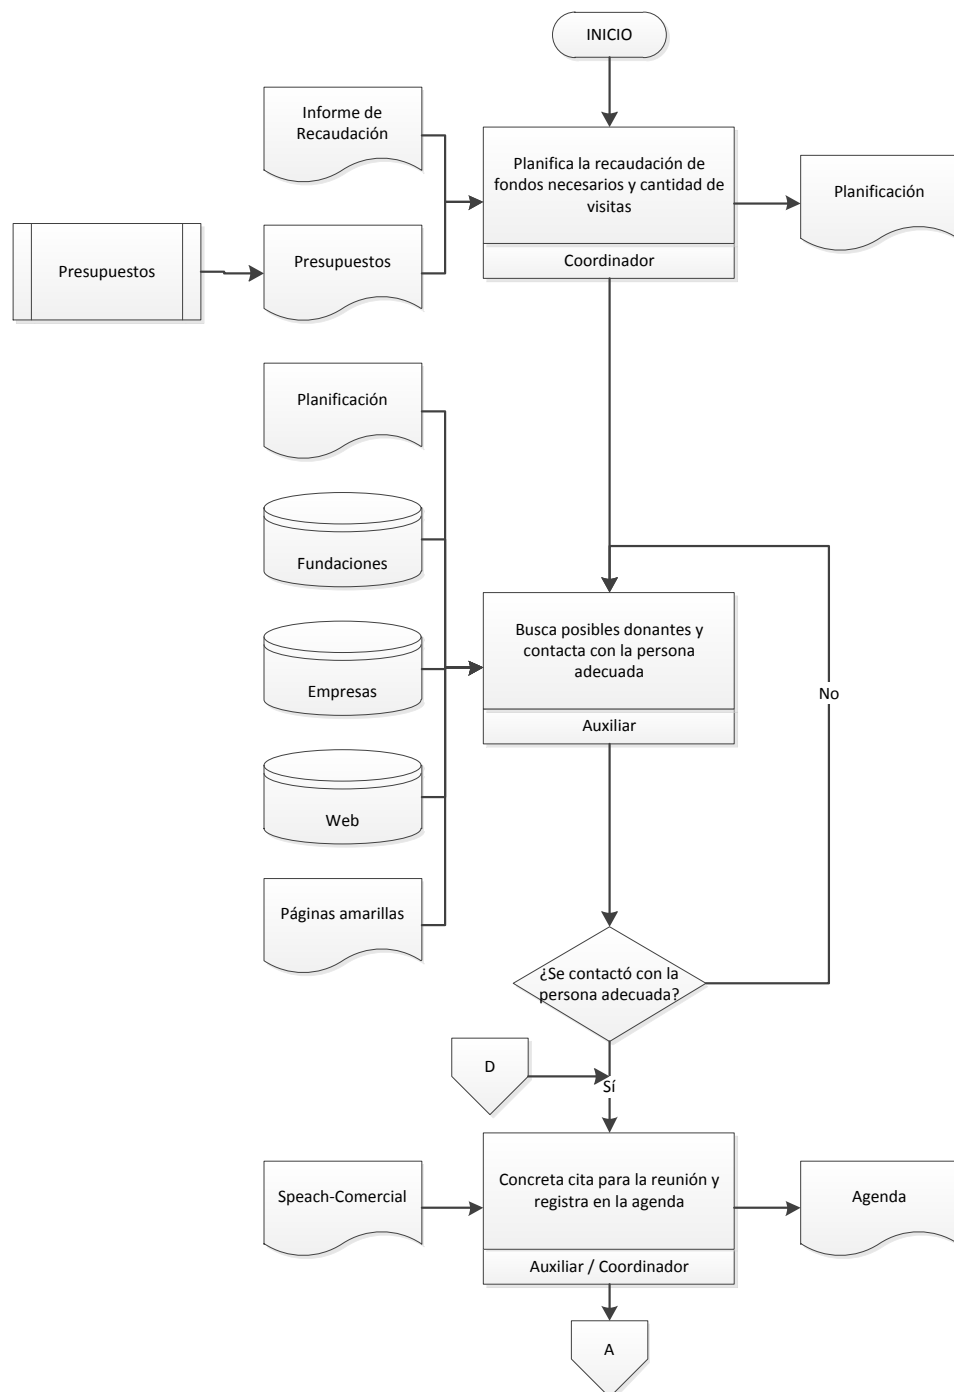 INICIO
Informe de
Recaudación
Planifica la recaudación de
fondos necesarios y cantidad de
visitas
Coordinador
Planificación
Presupuestos
Presupuestos
Planificación
Fundaciones
Empresas
Web
Páginas amarillas
Busca posibles donantes y
contacta con la persona
adecuada
Auxiliar
No
¿Se contactó con la
persona adecuada?
D
Sí
Speach-Comercial
Concreta cita para la reunión y
registra en la agenda
Auxiliar / Coordinador
Agenda
A